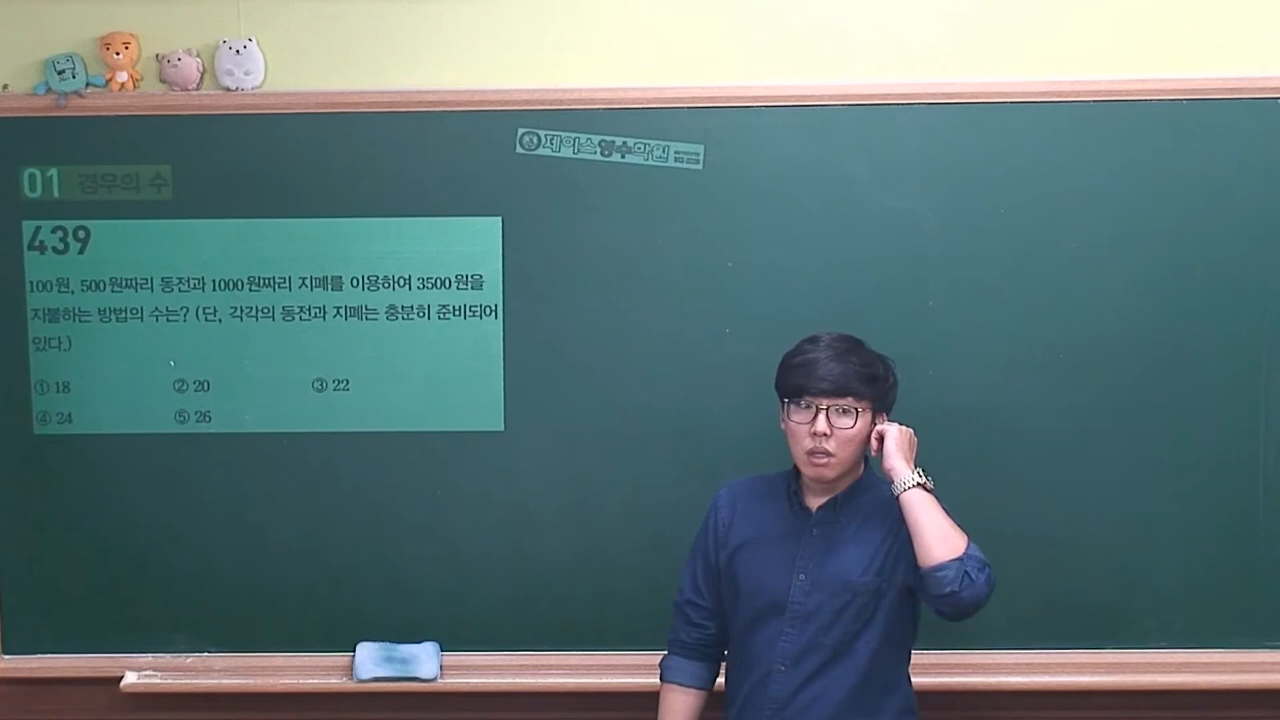 제이스영수학원
01 경우의 수
439
100원, 500원짜리 동전과 1000원짜리 지폐를 이용하여 3500원을
지불하는 방법의 수는? (단, 각각의 동전과 지폐는 충분히 준비되어
있다.)
① 18 ② 20 ③ 22
④ 24 ⑤ 26